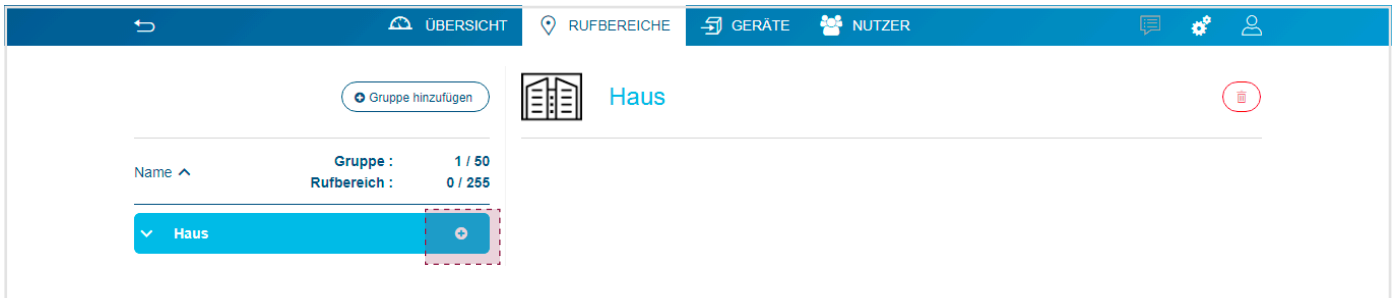 ÜBERSICHT RUFBEREICHE GERÄTE NUTZER
Gruppe hinzufügen
Haus
Name Gruppe : 1 / 50
Rufbereich : 0 / 255
Haus